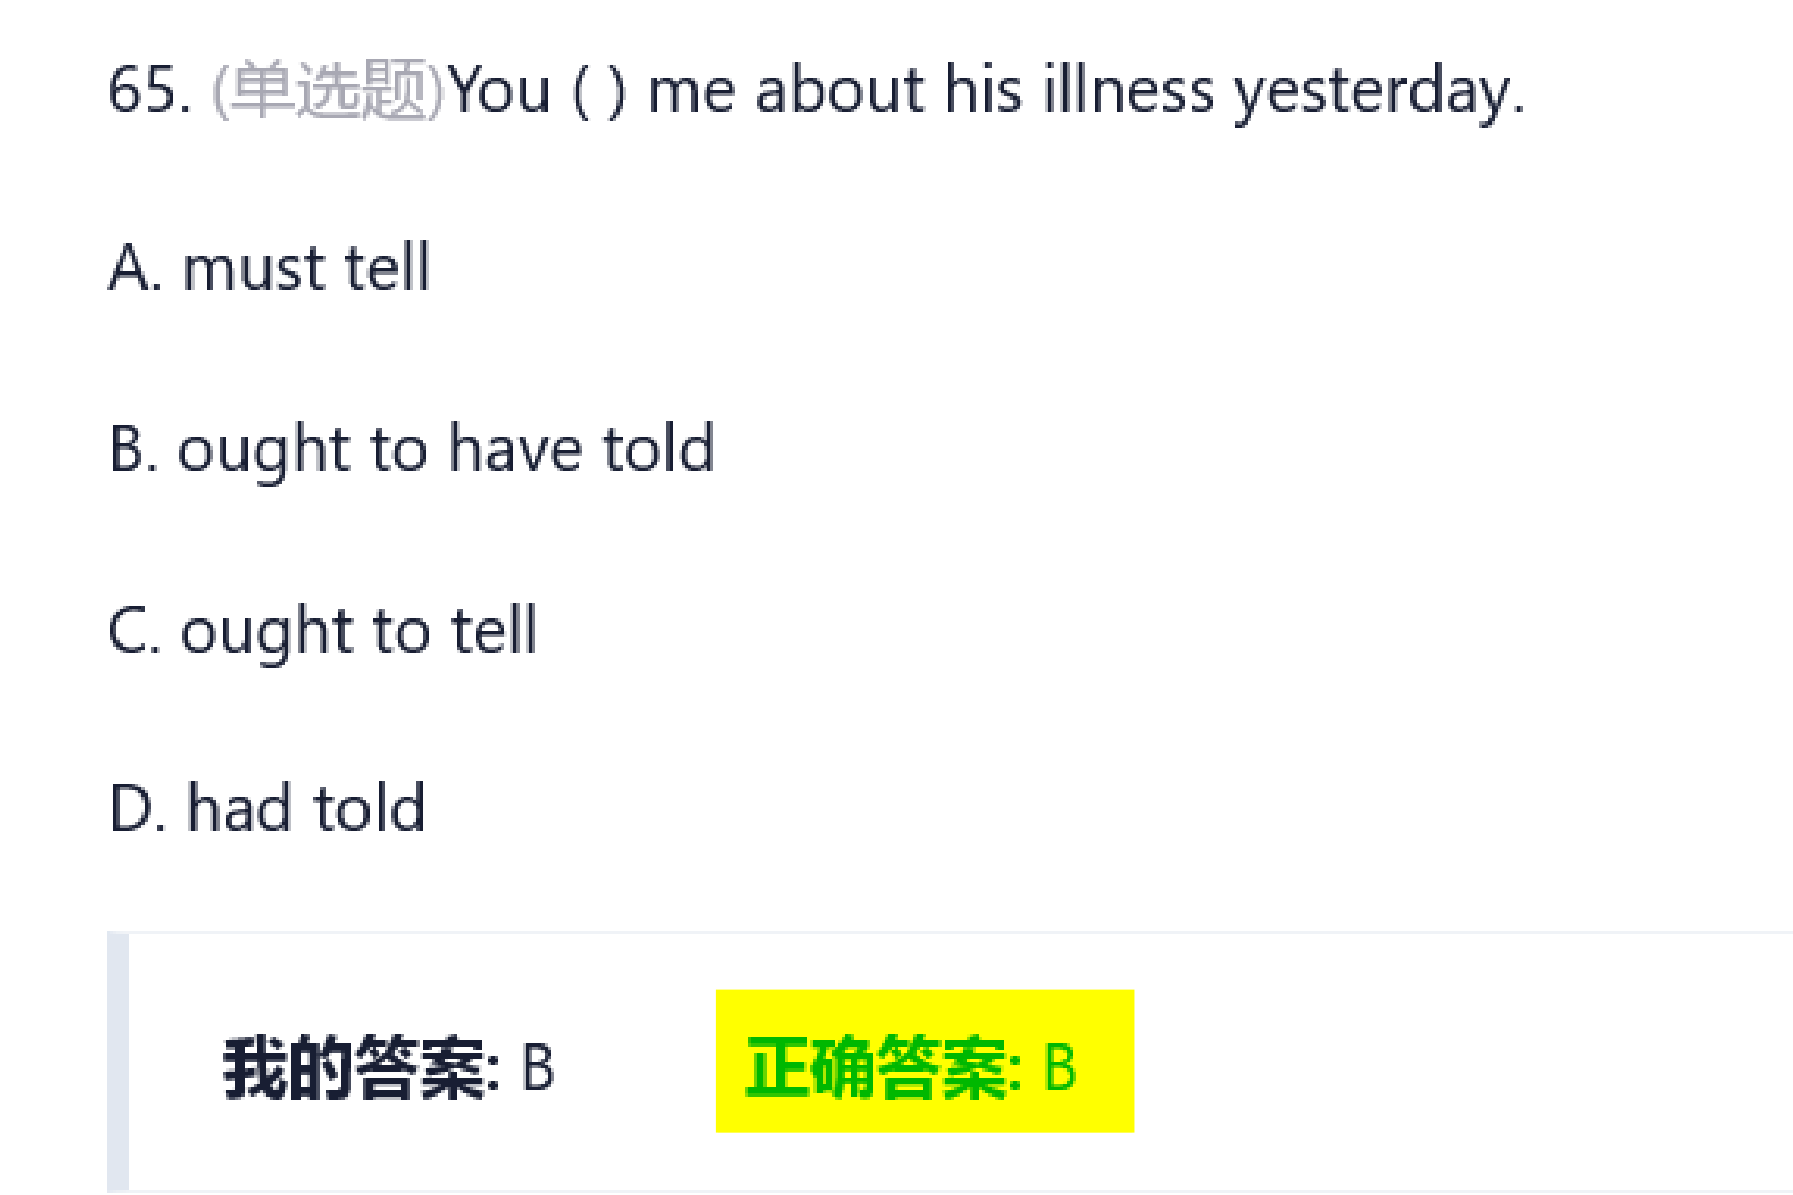 65. (单选题)You ( ) me about his illness yesterday.
A. must tell
B. ought to have told
C. ought to tell
D. had told
我的答案: B 正确答案: B